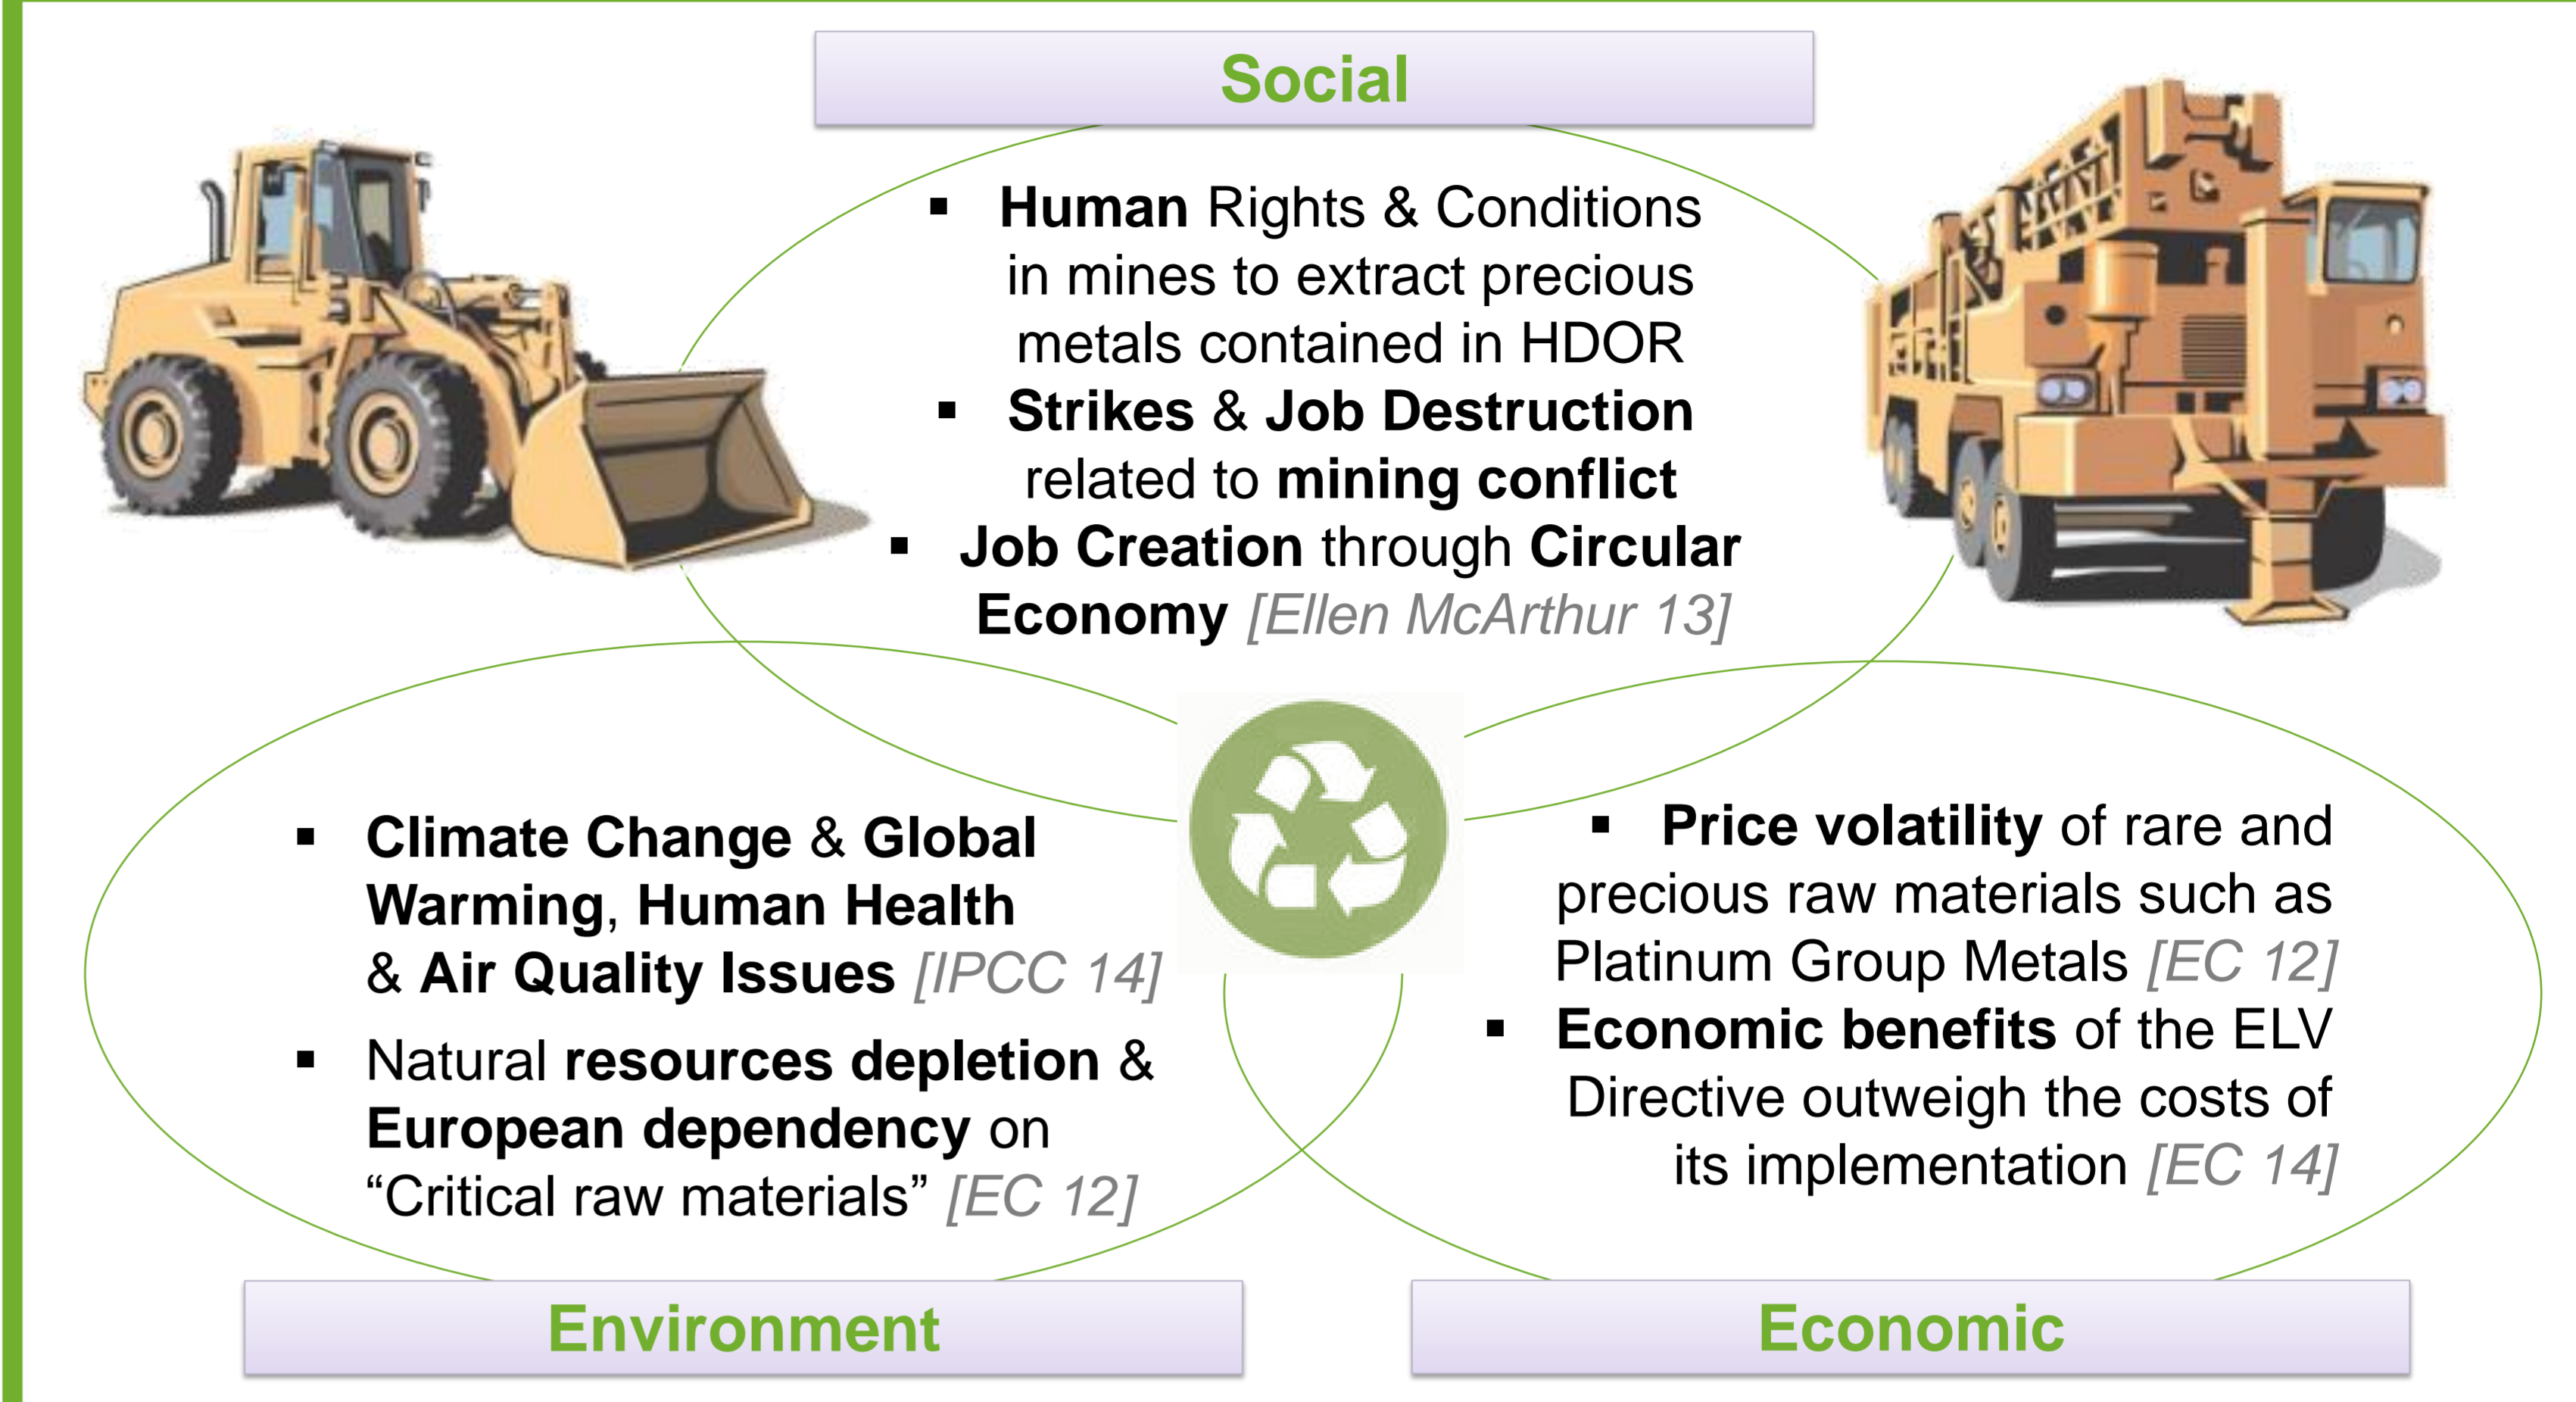 Social
▪ Human Rights & Conditions
in mines to extract precious
metals contained in HDOR
▪ Strikes & Job Destruction
related to mining conflict
▪ Job Creation through Circular
Economy [Ellen McArthur 13]
▪ Climate Change & Global
Warming, Human Health
& Air Quality Issues [IPCC 14]
▪ Natural resources depletion &
European dependency on
“Critical raw materials” [EC 12]
Environment
▪ Price volatility of rare and
precious raw materials such as
Platinum Group Metals [EC 12]
▪ Economic benefits of the ELV
Directive outweigh the costs of
its implementation [EC 14]
Economic